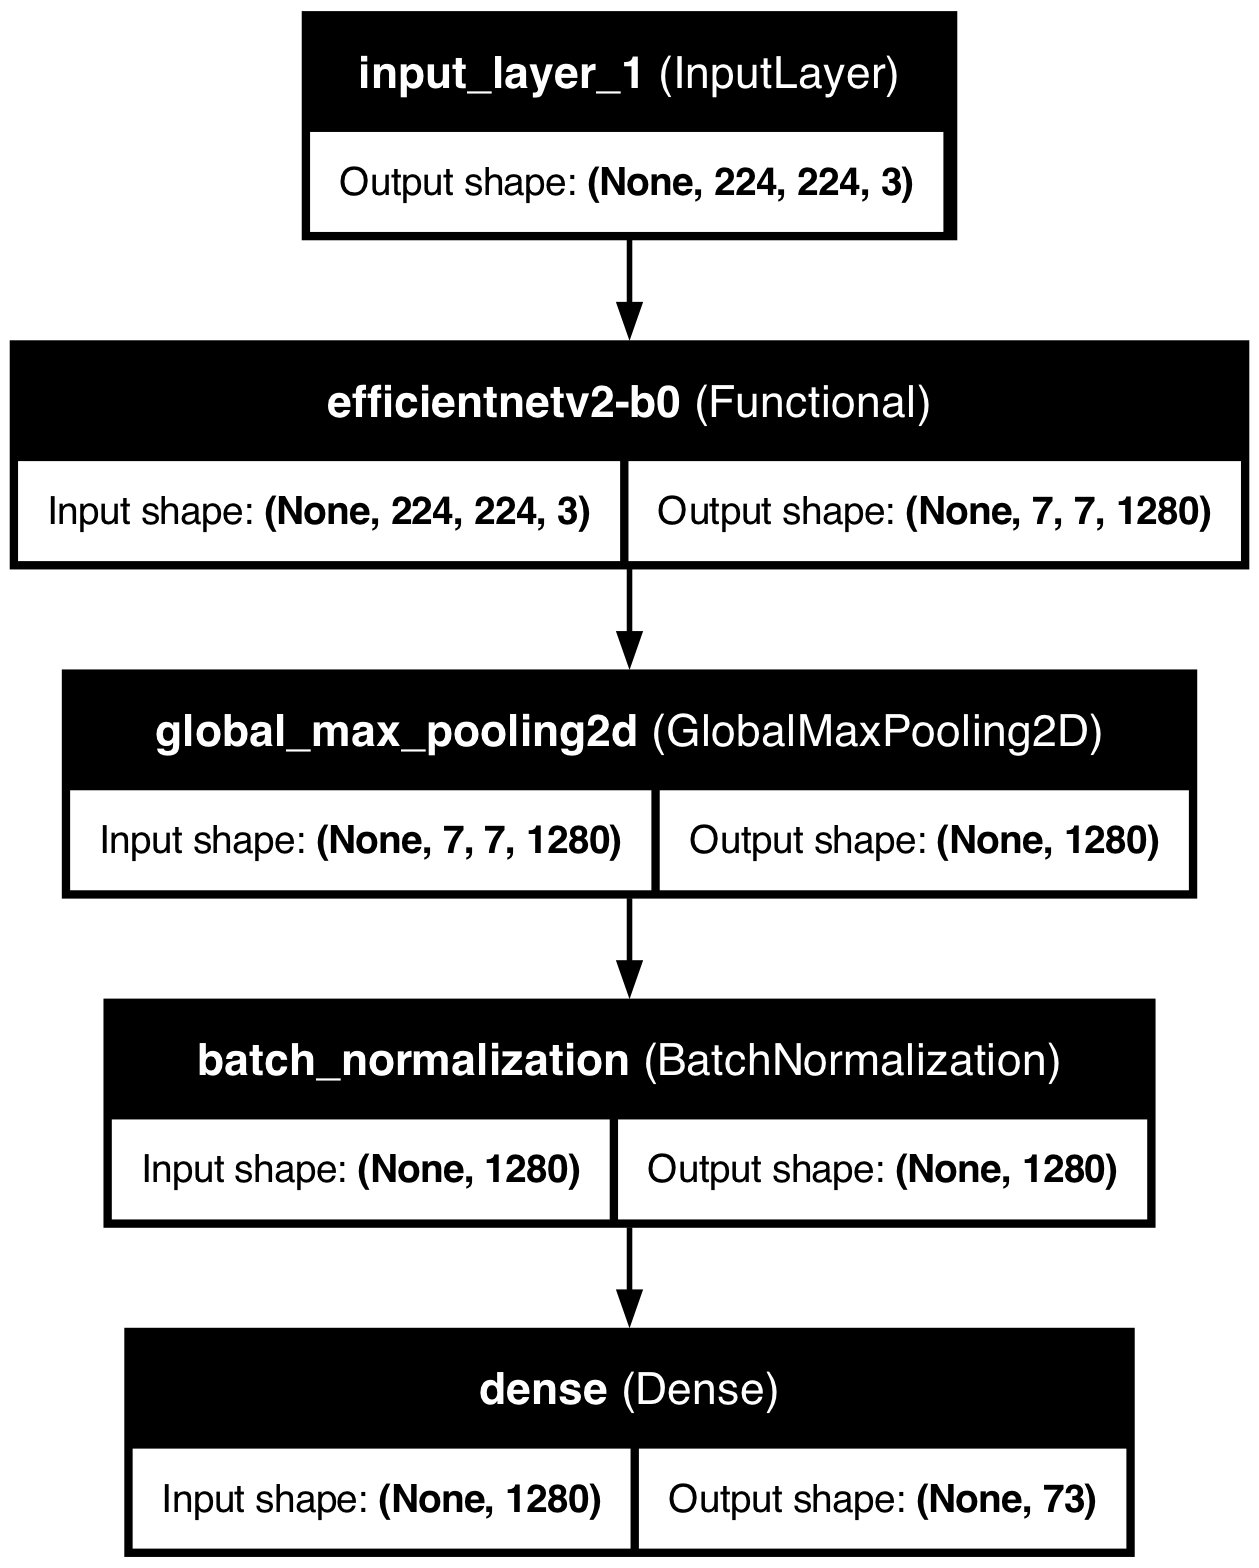 input_layer_1 (InputLayer)
Output shape: (None, 224, 224, 3)
efficientnetv2-b0 (Functional)
Input shape: (None, 224, 224, 3) Output shape: (None, 7, 7, 1280)
global_max_pooling2d (GlobalMaxPooling2D)
Input shape: (None, 7, 7, 1280) Output shape: (None, 1280)
batch_normalization (BatchNormalization)
Input shape: (None, 1280) Output shape: (None, 1280)
dense (Dense)
Input shape: (None, 1280) Output shape: (None, 73)